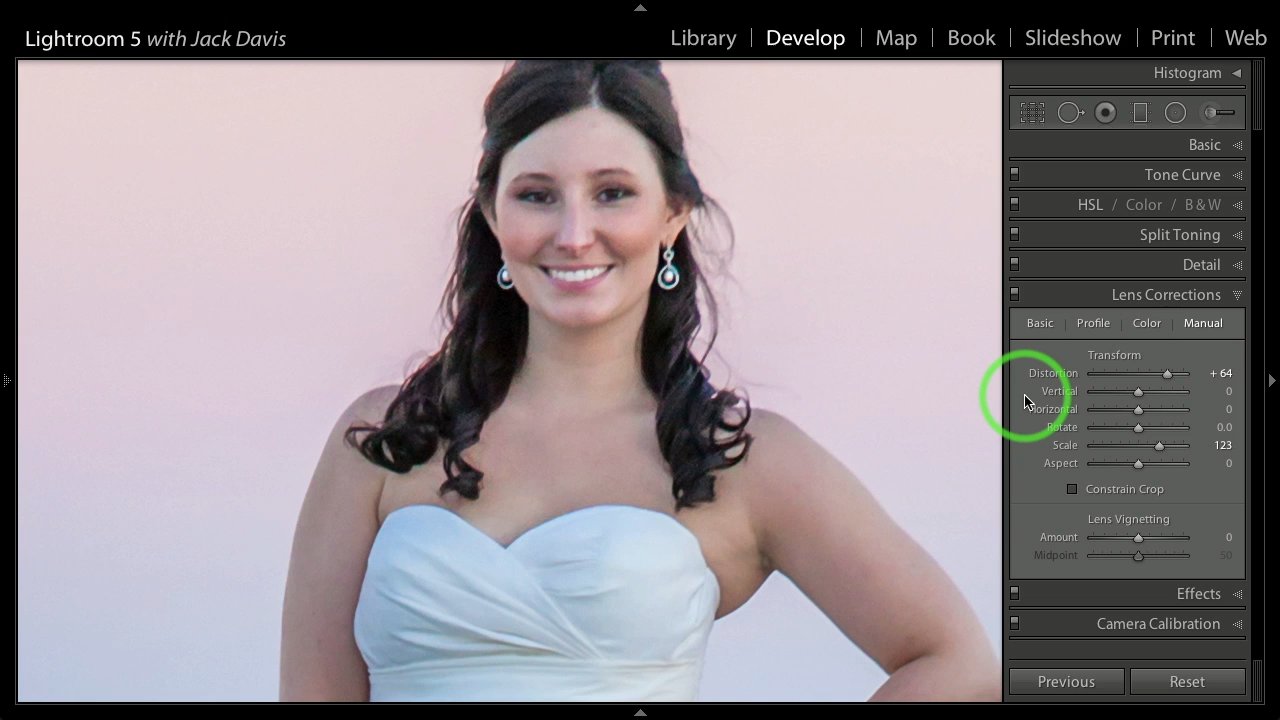 Lightroom 5 with Jack Davis
Library | Develop | Map | Book | Slideshow | Print | Web
Histogram
Basic
Tone Curve
HSL / Color / B & W
Split Toning
Detail
Lens Corrections
Basic | Profile | Color | Manual
Transform
Distortion + 64
Vertical 0
Horizontal 0
Rotate 0.0
Scale 123
Aspect 0
Constrain Crop
Lens Vignetting
Amount 0
Midpoint 50
Effects
Camera Calibration
Previous Reset